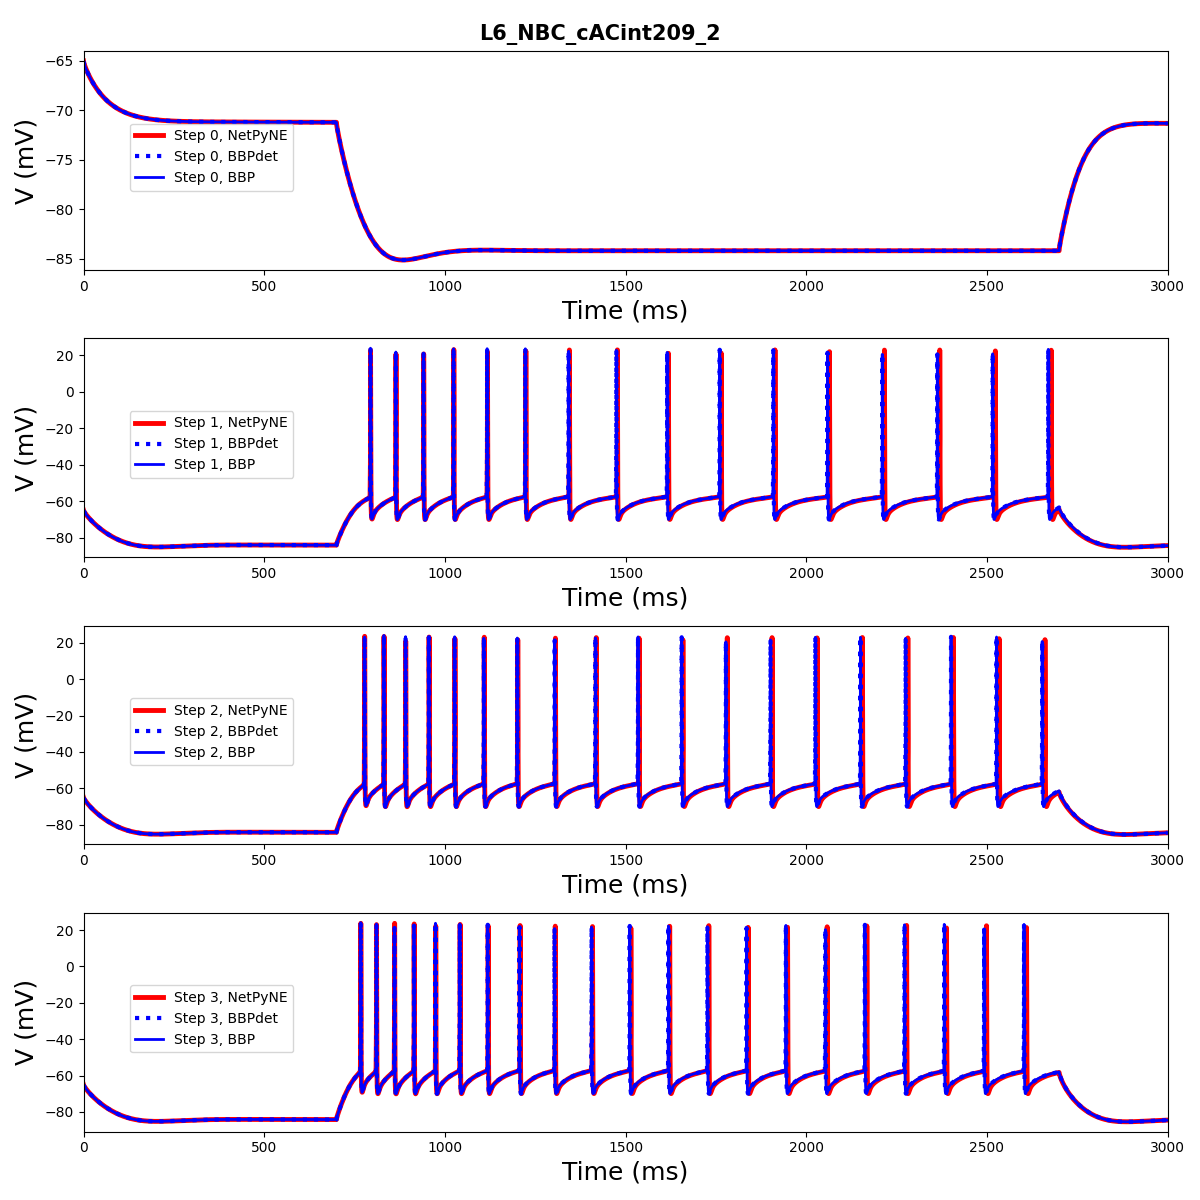 L6_NBC_cACint209_2
V (mV)
−65
−70
−75
−80
−85
Step 0, NetPyNE
Step 0, BBPdet
Step 0, BBP
0 500 1000 1500 2000 2500 3000
Time (ms)
V (mV)
20
0
−20
−40
−60
−80
Step 1, NetPyNE
Step 1, BBPdet
Step 1, BBP
0 500 1000 1500 2000 2500 3000
Time (ms)
V (mV)
20
0
−20
−40
−60
−80
Step 2, NetPyNE
Step 2, BBPdet
Step 2, BBP
0 500 1000 1500 2000 2500 3000
Time (ms)
V (mV)
20
0
−20
−40
−60
−80
Step 3, NetPyNE
Step 3, BBPdet
Step 3, BBP
0 500 1000 1500 2000 2500 3000
Time (ms)